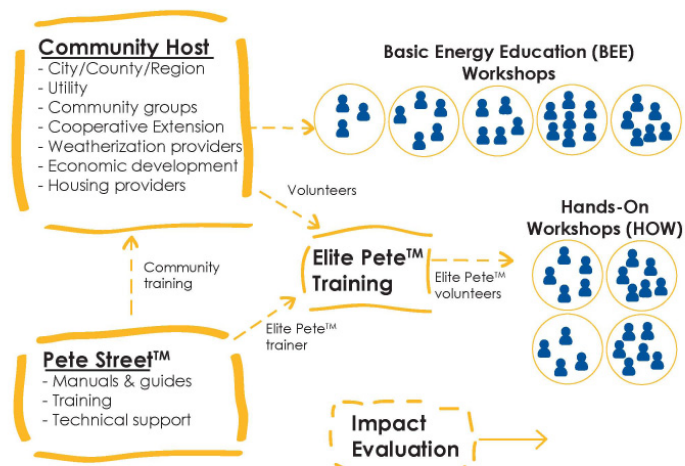 Community Host
- City/County/Region
- Utility
- Community groups
- Cooperative Extension
- Weatherization providers
- Economic development
- Housing providers
Basic Energy Education (BEE)
Workshops
Volunteers
Hands-On
Workshops (HOW)
Elite Pete™
Training
Elite Pete™
volunteers
Community
training
Elite Pete™
trainer
Pete Street™
- Manuals & guides
- Training
- Technical support
Impact
Evaluation